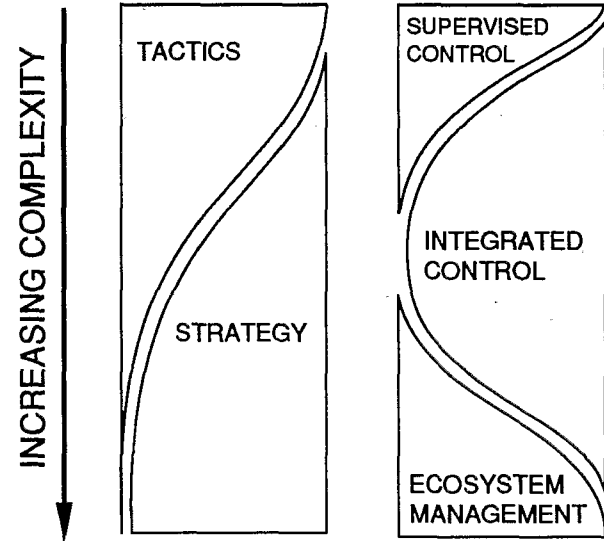 INCREASING COMPLEXITY
TACTICS
STRATEGY
SUPERVISED
CONTROL
INTEGRATED
CONTROL
ECOSYSTEM
MANAGEMENT